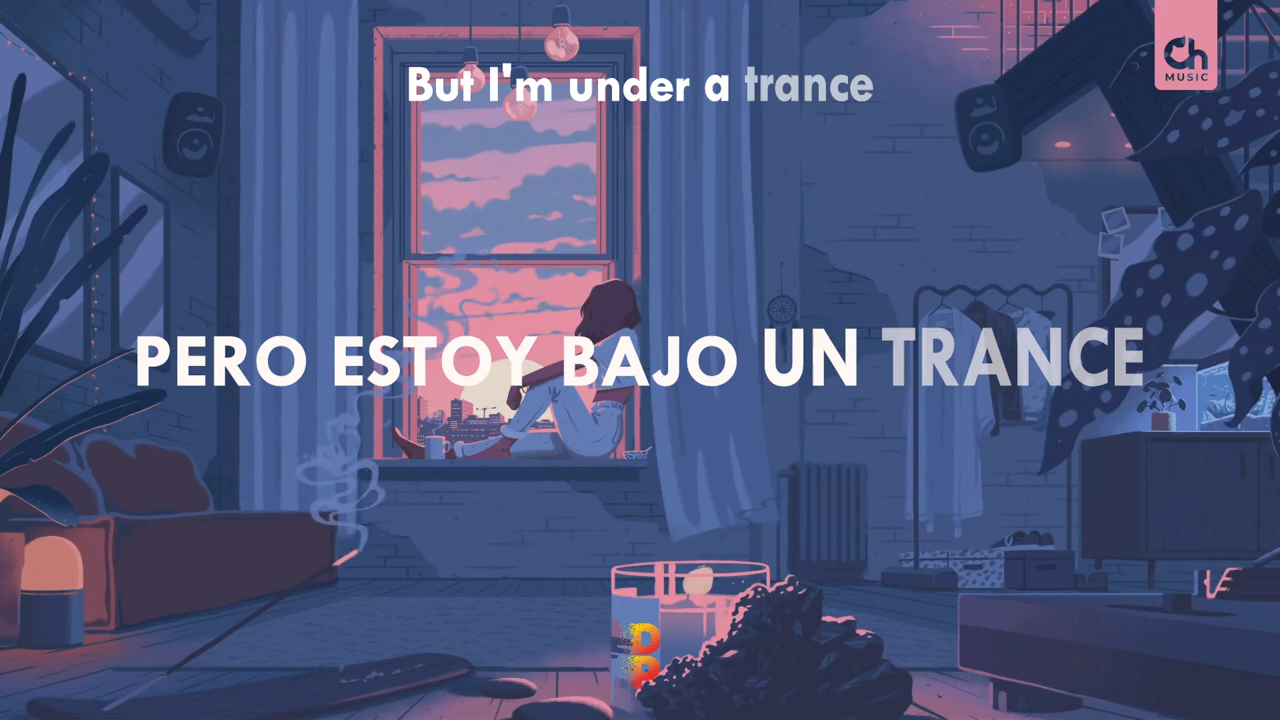 Ch
MUSIC
But I'm under a trance
PERO ESTOY BAJO UN TRANCE
D